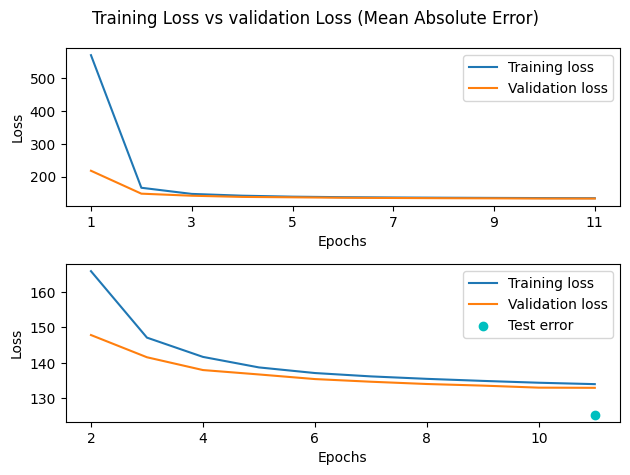 Training Loss vs validation Loss (Mean Absolute Error)
500
400
300
200
Loss
Training loss
Validation loss
1 3 5 7 9 11
Epochs
160
150
140
130
Loss
Training loss
Validation loss
Test error
2 4 6 8 10
Epochs